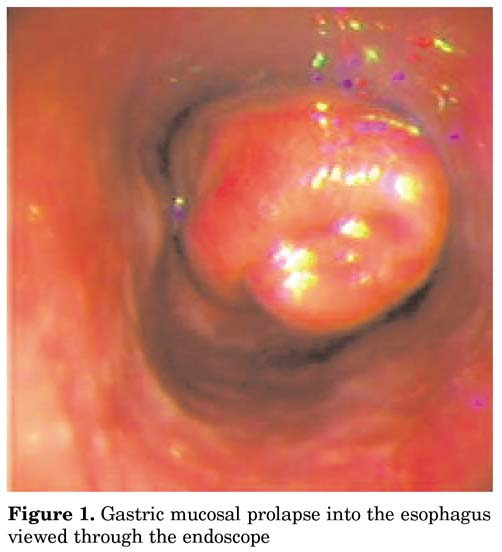 Figure 1. Gastric mucosal prolapse into the esophagus
viewed through the endoscope